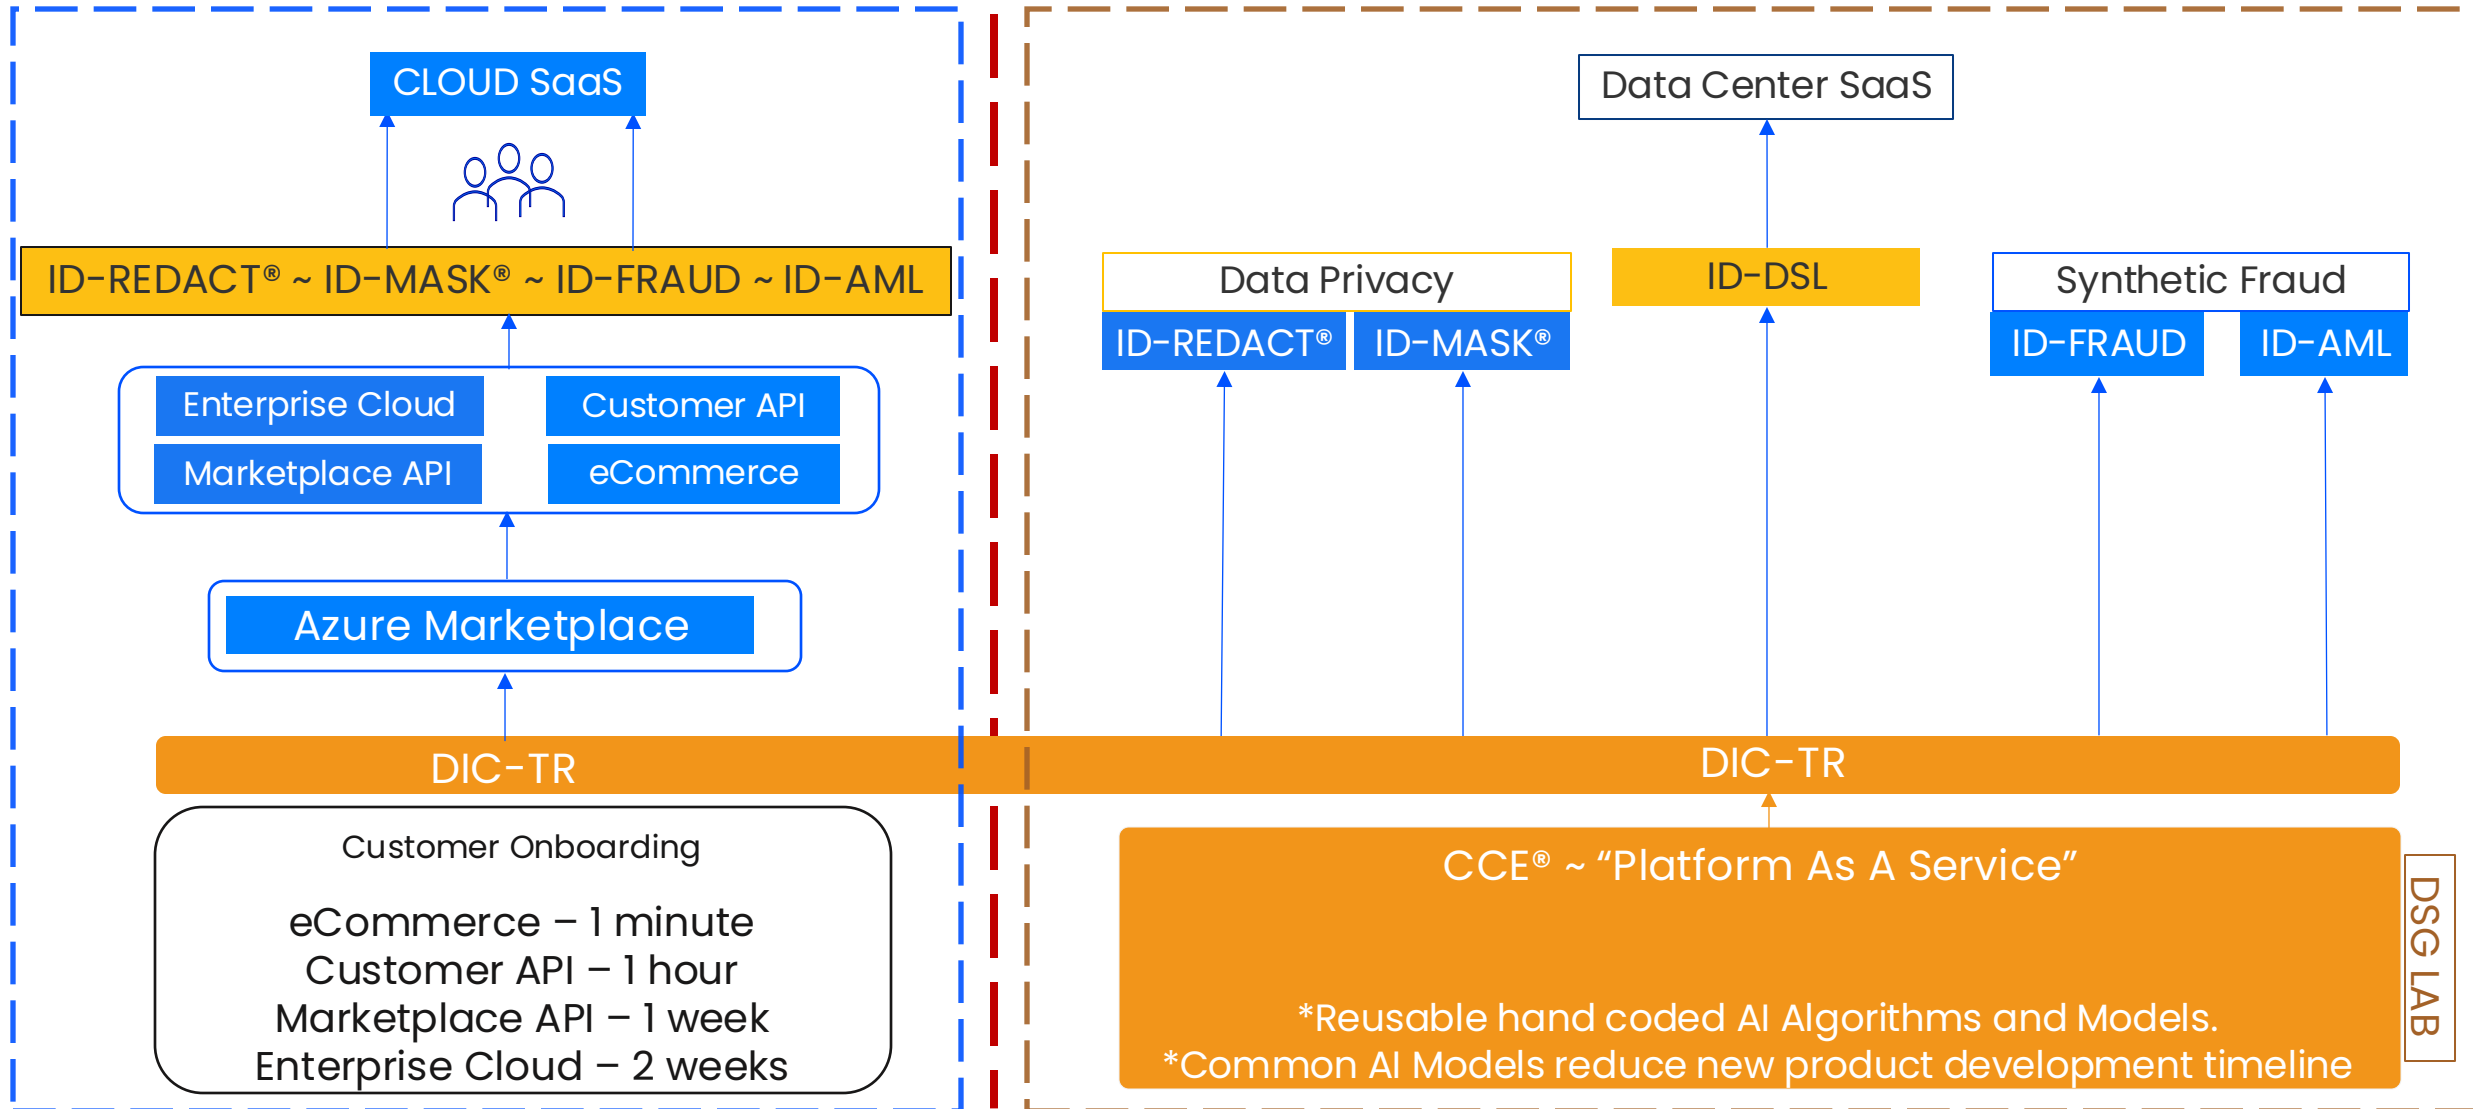 CLOUD SaaS
ID-REDACT® ~ ID-MASK® ~ ID-FRAUD ~ ID-AML
Enterprise Cloud
Customer API
Marketplace API
eCommerce
Azure Marketplace
DIC-TR
Customer Onboarding
eCommerce – 1 minute
Customer API – 1 hour
Marketplace API – 1 week
Enterprise Cloud – 2 weeks
Data Center SaaS
Data Privacy
ID-REDACT®
ID-MASK®
ID-DSL
Synthetic Fraud
ID-FRAUD
ID-AML
DIC-TR
CCE® ~ “Platform As A Service”
*Reusable hand coded AI Algorithms and Models.
*Common AI Models reduce new product development timeline
DSG LAB